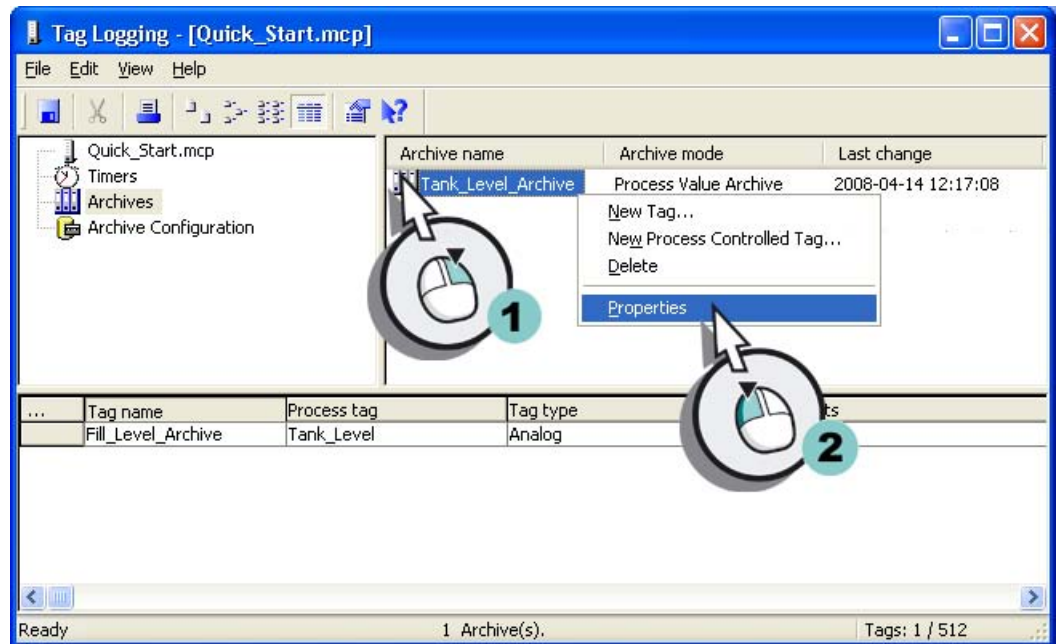 Tag Logging - [Quick_Start.mcp]
File Edit View Help
Quick_Start.mcp
Timers
Archives
Archive Configuration
Archive name Archive mode Last change
Tank_Level_Archive Process Value Archive 2008-04-14 12:17:08
New Tag...
New Process Controlled Tag...
Delete
Properties
1
2
... Tag name Process tag Tag type ts
Fill_Level_Archive Tank_Level Analog
Ready 1 Archive(s). Tags: 1 / 512